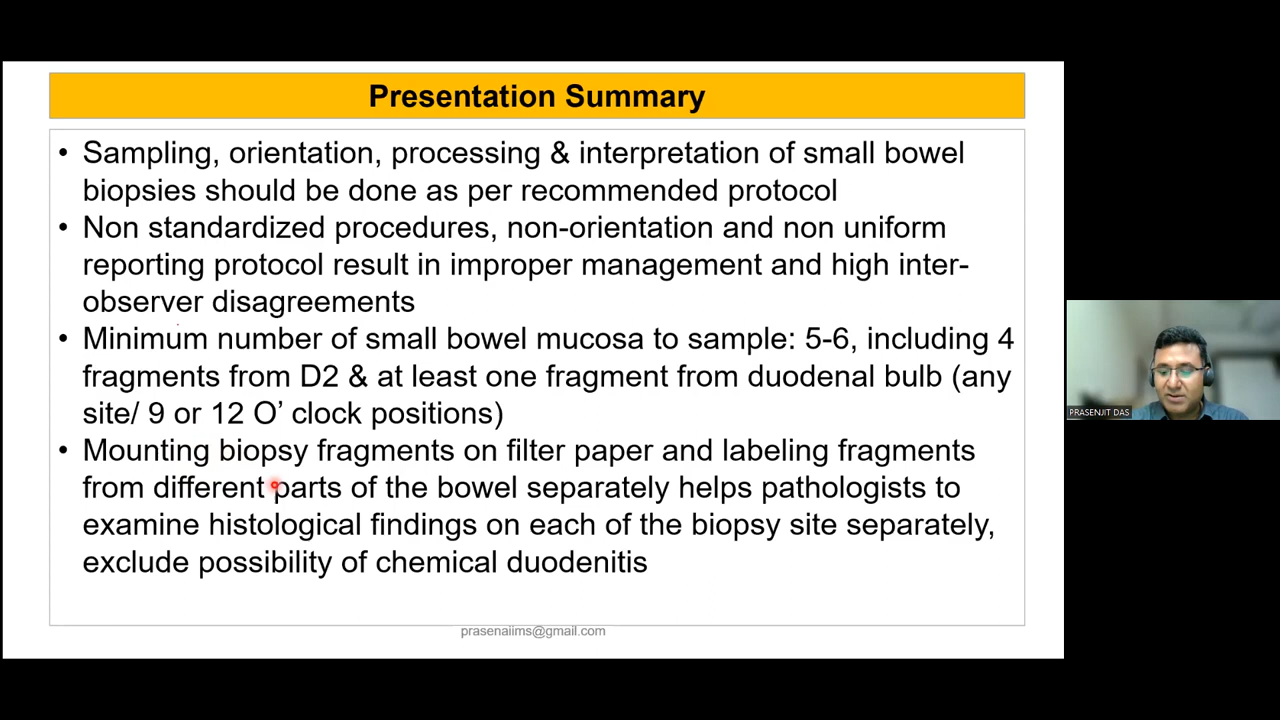 Presentation Summary
• Sampling, orientation, processing & interpretation of small bowel
biopsies should be done as per recommended protocol
• Non standardized procedures, non-orientation and non uniform
reporting protocol result in improper management and high inter-
observer disagreements
• Minimum number of small bowel mucosa to sample: 5-6, including 4
fragments from D2 & at least one fragment from duodenal bulb (any
site/ 9 or 12 O’ clock positions)
• Mounting biopsy fragments on filter paper and labeling fragments
from different parts of the bowel separately helps pathologists to
examine histological findings on each of the biopsy site separately,
exclude possibility of chemical duodenitis
prasenaiims@gmail.com
PRASENJIT DAS